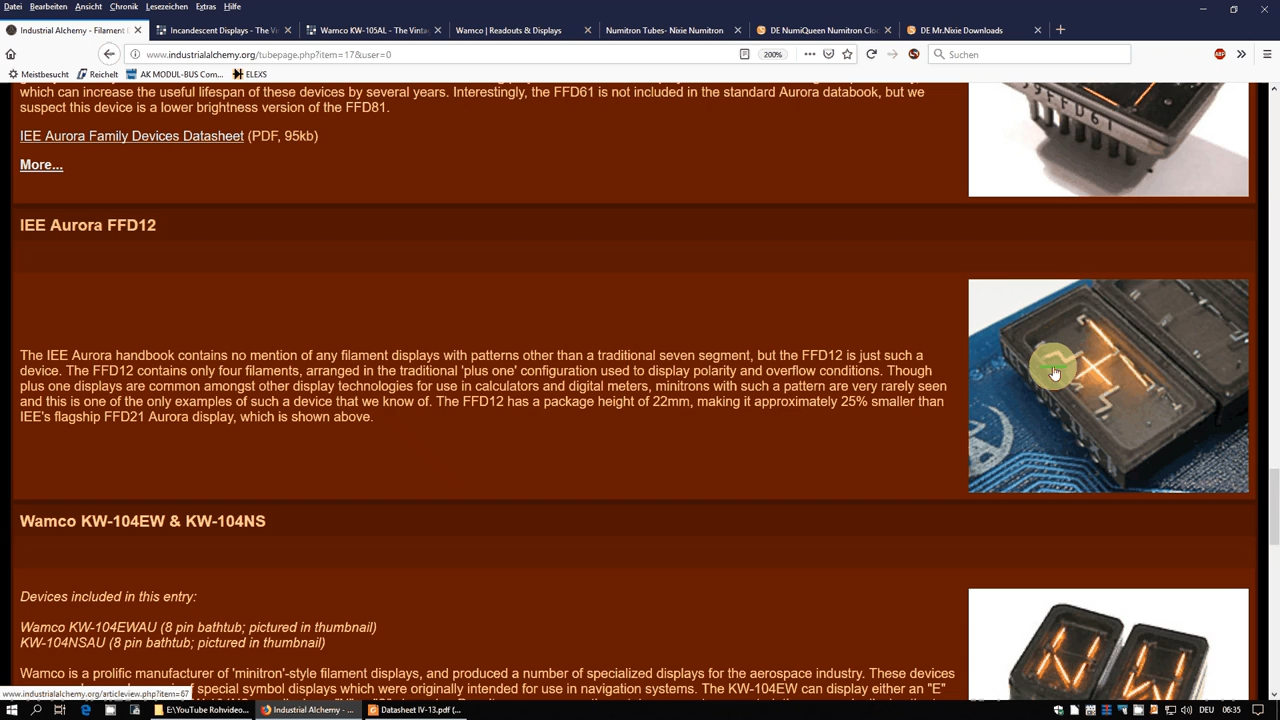 Datei Bearbeiten Ansicht Chronik Lesezeichen Extras Hilfe
Industrial Alchemy - Filament Incandescent Displays - The Vi Wamco KW-105AL - The Vintag Wamco | Readouts & Displays Numitron Tubes- Nixie Numitron DE NumiQueen Numitron Cloc DE Mr.Nixie Downloads
www.industrialalchemy.org/tubepage.php?item=17&user=0 200% Suchen
Meistbesucht Reichelt AK MODUL-BUS Com... ELEXS
which can increase the useful lifespan of these devices by several years. Interestingly, the FFD61 is not included in the standard Aurora databook, but we
suspect this device is a lower brightness version of the FFD81.
IEE Aurora Family Devices Datasheet (PDF, 95kb)
More...
FFD61
IEE Aurora FFD12
The IEE Aurora handbook contains no mention of any filament displays with patterns other than a traditional seven segment, but the FFD12 is just such a
device. The FFD12 contains only four filaments, arranged in the traditional 'plus one' configuration used to display polarity and overflow conditions. Though
plus one displays are common amongst other display technologies for use in calculators and digital meters, minitrons with such a pattern are very rarely seen
and this is one of the only examples of such a device that we know of. The FFD12 has a package height of 22mm, making it approximately 25% smaller than
IEE's flagship FFD21 Aurora display, which is shown above.
Wamco KW-104EW & KW-104NS
Devices included in this entry:
Wamco KW-104EWAU (8 pin bathtub; pictured in thumbnail)
KW-104NSAU (8 pin bathtub; pictured in thumbnail)
Wamco is a prolific manufacturer of 'minitron'-style filament displays, and produced a number of specialized displays for the aerospace industry. These devices
www.industrialalchemy.org/articleview.php?item=67 special symbol displays which were originally intended for use in navigation systems. The KW-104EW can display either an "E"
E:\YouTube Rohvideo... Industrial Alchemy - ... Datasheet IV-13.pdf (... DEU 06:35